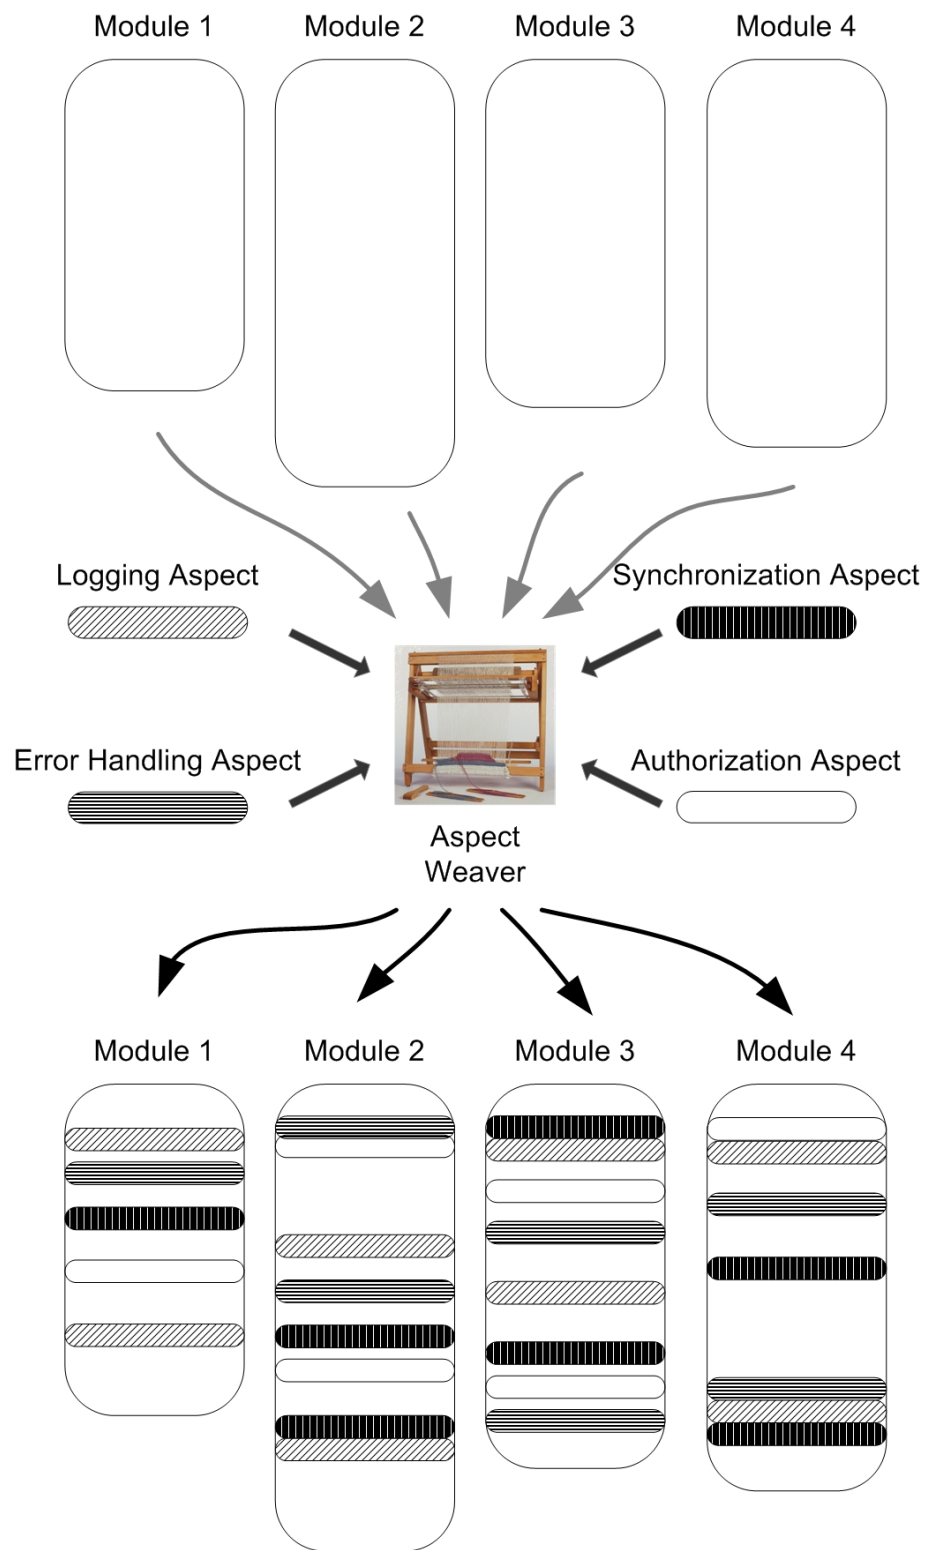 Module 1
Module 2
Module 3
Module 4
Logging Aspect
Synchronization Aspect
Error Handling Aspect
Authorization Aspect
Aspect
Weaver
Module 1
Module 2
Module 3
Module 4